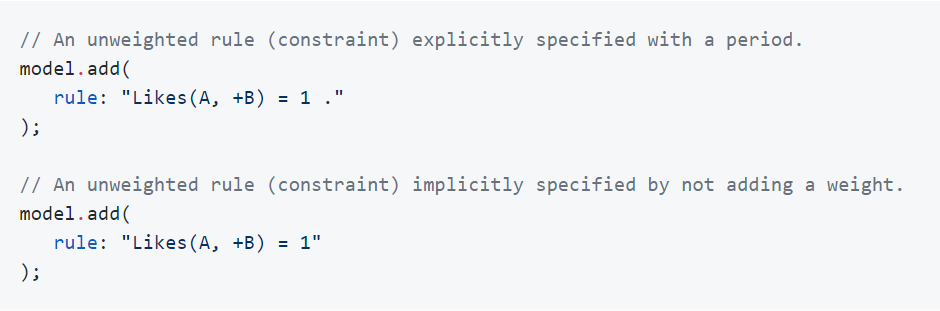 // An unweighted rule (constraint) explicitly specified with a period.
model.add(
   rule: "Likes(A, +B) = 1 ."
);

// An unweighted rule (constraint) implicitly specified by not adding a weight.
model.add(
   rule: "Likes(A, +B) = 1"
);